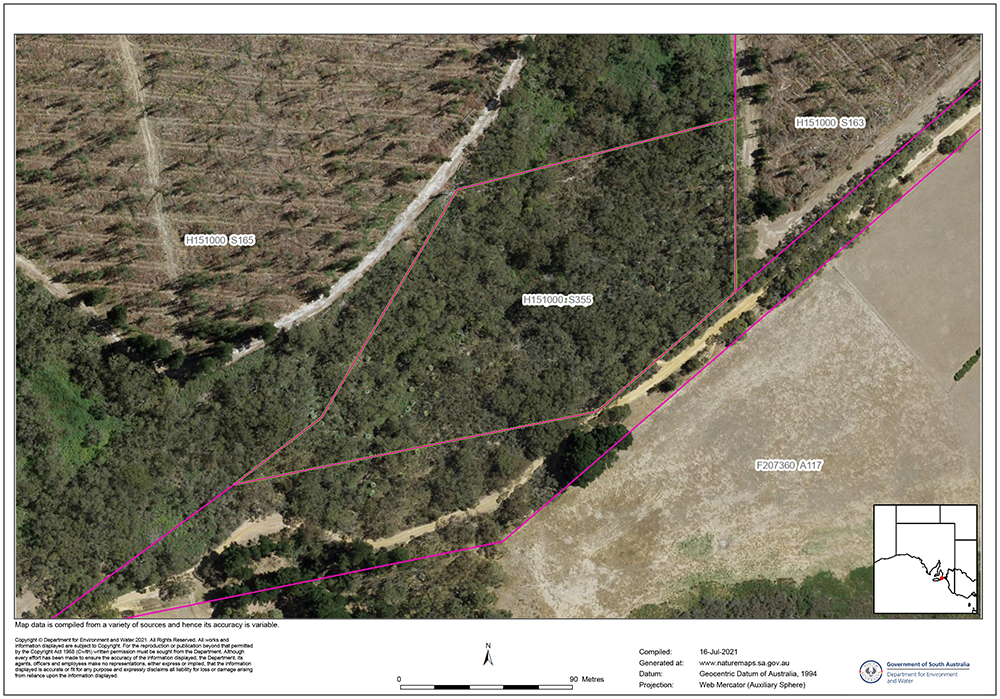 H151000 S163
H151000 S165
H151000 S355
F207360 A117
Map data is compiled from a variety of sources and hence its accuracy is variable.
Copyright © Department for Environment and Water 2021. All Rights Reserved. All works and
information displayed are subject to Copyright. For the reproduction or publication beyond that permitted
by the Copyright Act 1968 (Cwlth) written permission must be sought from the Department. Although
every effort has been made to ensure the accuracy of the information displayed, the Department, its
agents, officers and employees make no representations, either express or implied, that the information
displayed is accurate or fit for any purpose and expressly disclaims all liability for loss or damage arising
from reliance upon the information displayed.
N
0 90 Metres
Compiled: 16-Jul-2021
Generated at: www.naturemaps.sa.gov.au
Datum: Geocentric Datum of Australia, 1994
Projection: Web Mercator (Auxiliary Sphere)
Government of South Australia
Department for Environment
and Water